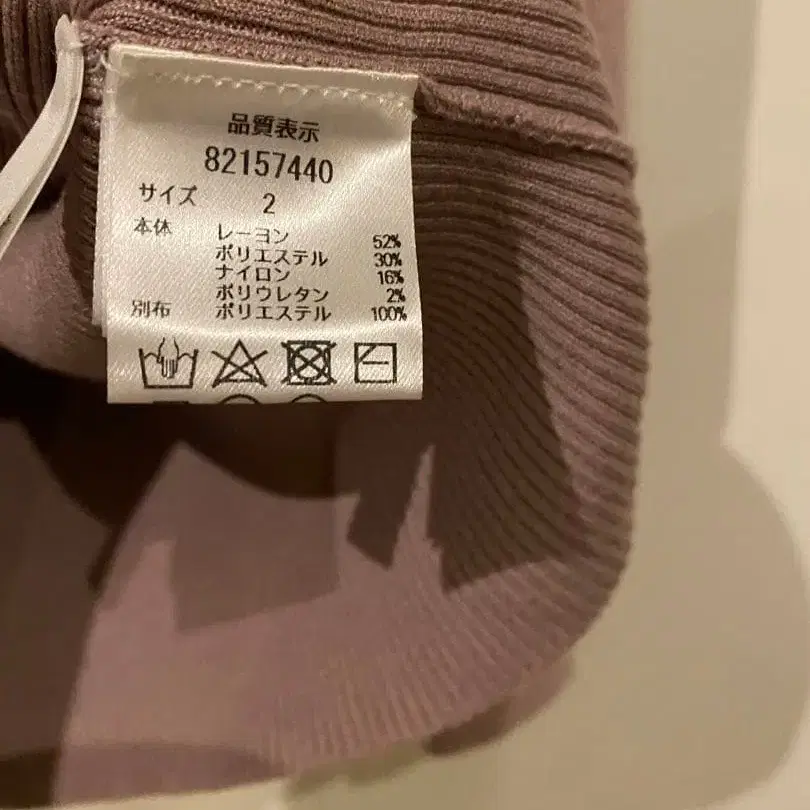 品質表示
82157440
サイズ 2
本体 レーヨン 52%
ポリエステル 30%
ナイロン 16%
ポリウレタン 2%
別布 ポリエステル 100%